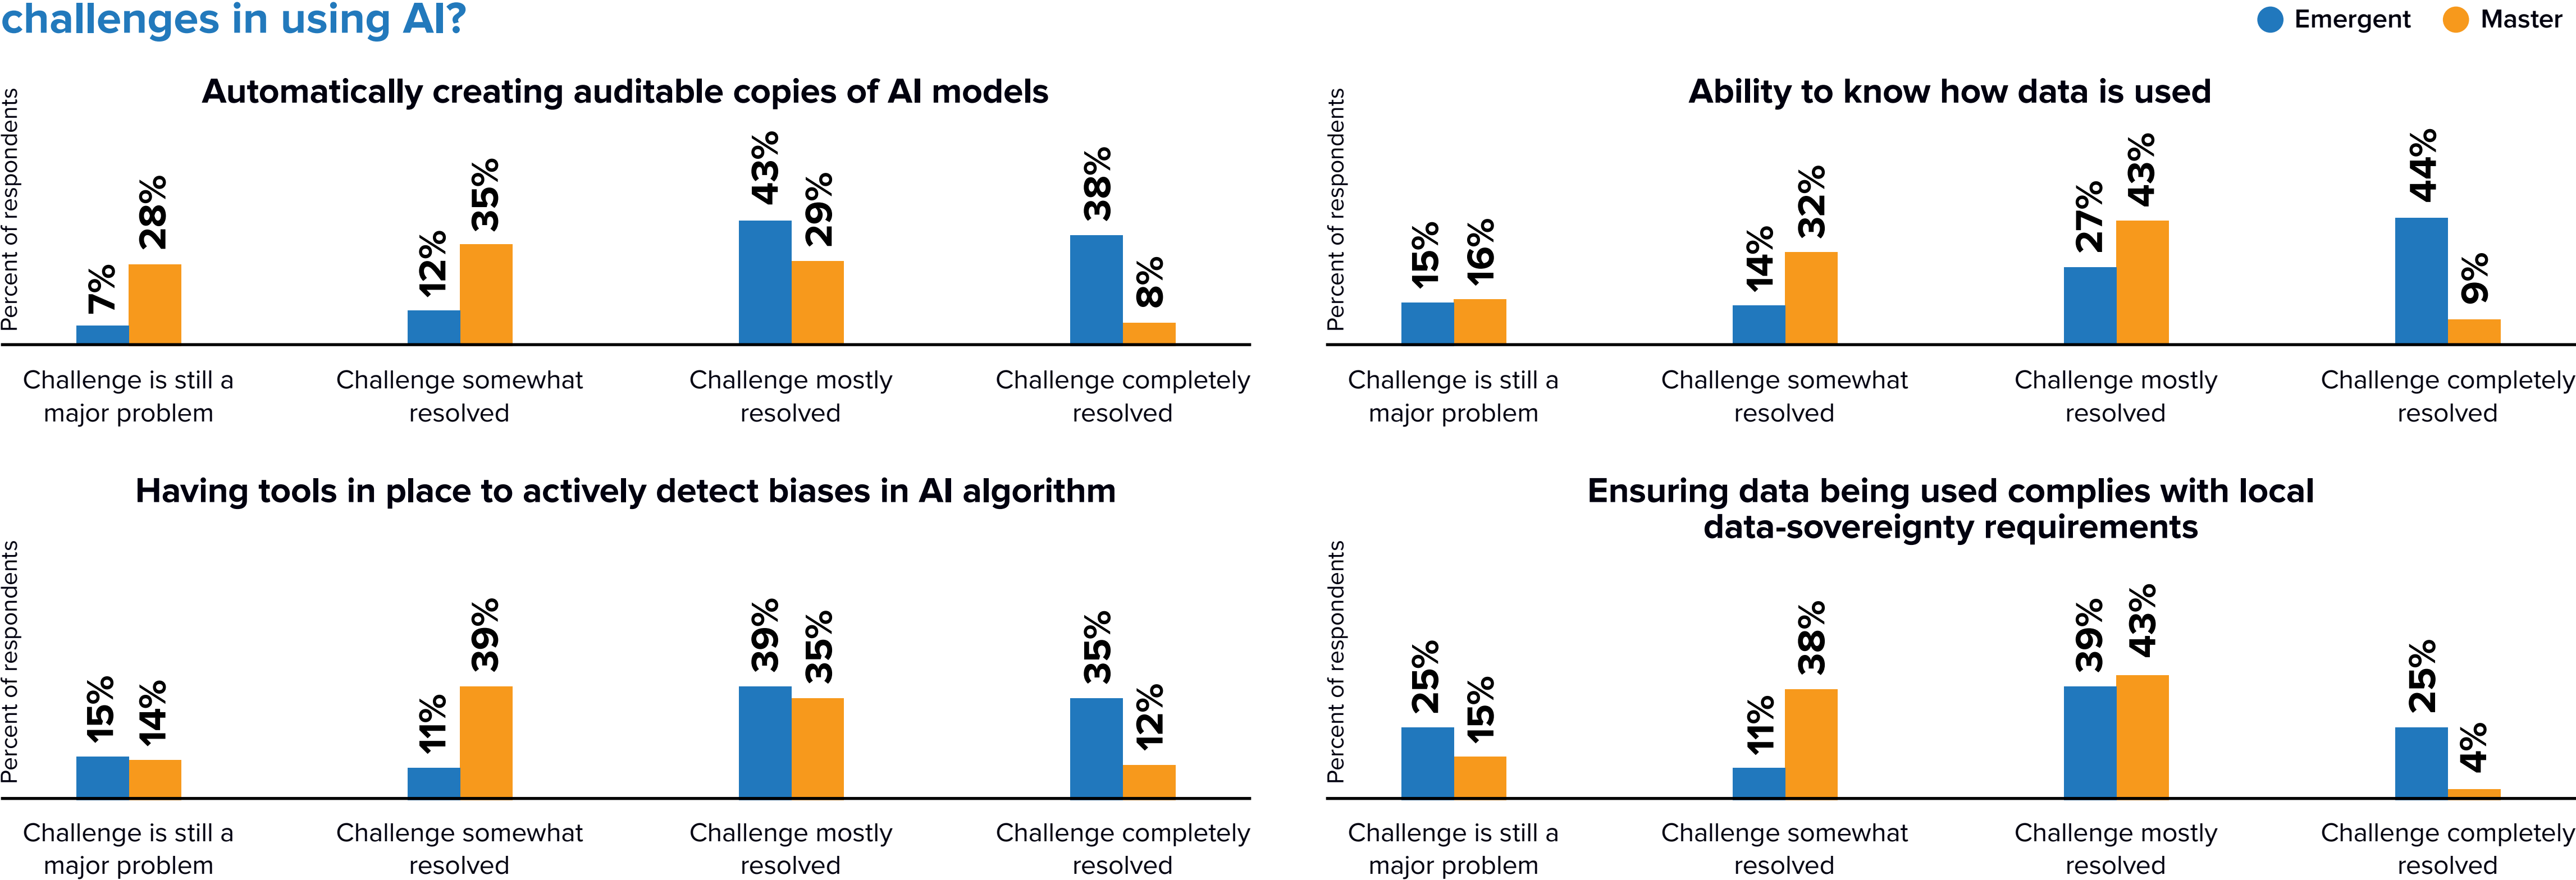 challenges in using AI?
Emergent
Master
Automatically creating auditable copies of AI models
Percent of respondents
7%
28%
12%
35%
43%
29%
38%
8%
Challenge is still a
major problem
Challenge somewhat
resolved
Challenge mostly
resolved
Challenge completely
resolved
Ability to know how data is used
Percent of respondents
15%
16%
14%
32%
27%
43%
44%
9%
Challenge is still a
major problem
Challenge somewhat
resolved
Challenge mostly
resolved
Challenge completely
resolved
Having tools in place to actively detect biases in AI algorithm
Percent of respondents
15%
14%
11%
39%
39%
35%
35%
12%
Challenge is still a
major problem
Challenge somewhat
resolved
Challenge mostly
resolved
Challenge completely
resolved
Ensuring data being used complies with local
data-sovereignty requirements
Percent of respondents
25%
15%
11%
38%
39%
43%
25%
4%
Challenge is still a
major problem
Challenge somewhat
resolved
Challenge mostly
resolved
Challenge completely
resolved